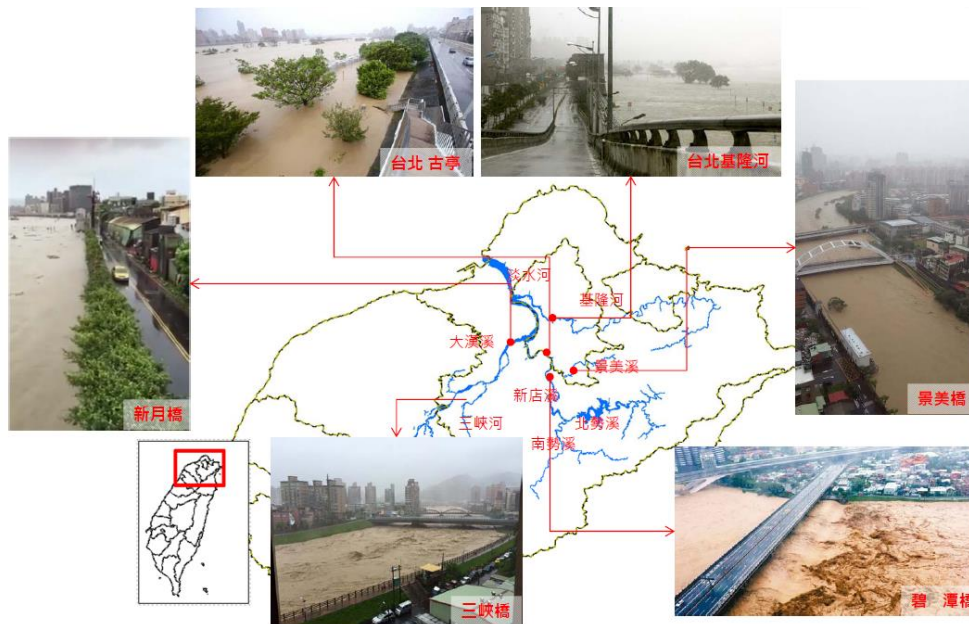 台北 古亭
台北基隆河
淡水河
基隆河
大漢溪
景美溪
新店溪
景美橋
新月橋
三峽河
北勢溪
南勢溪
三峽橋
碧 潭橋